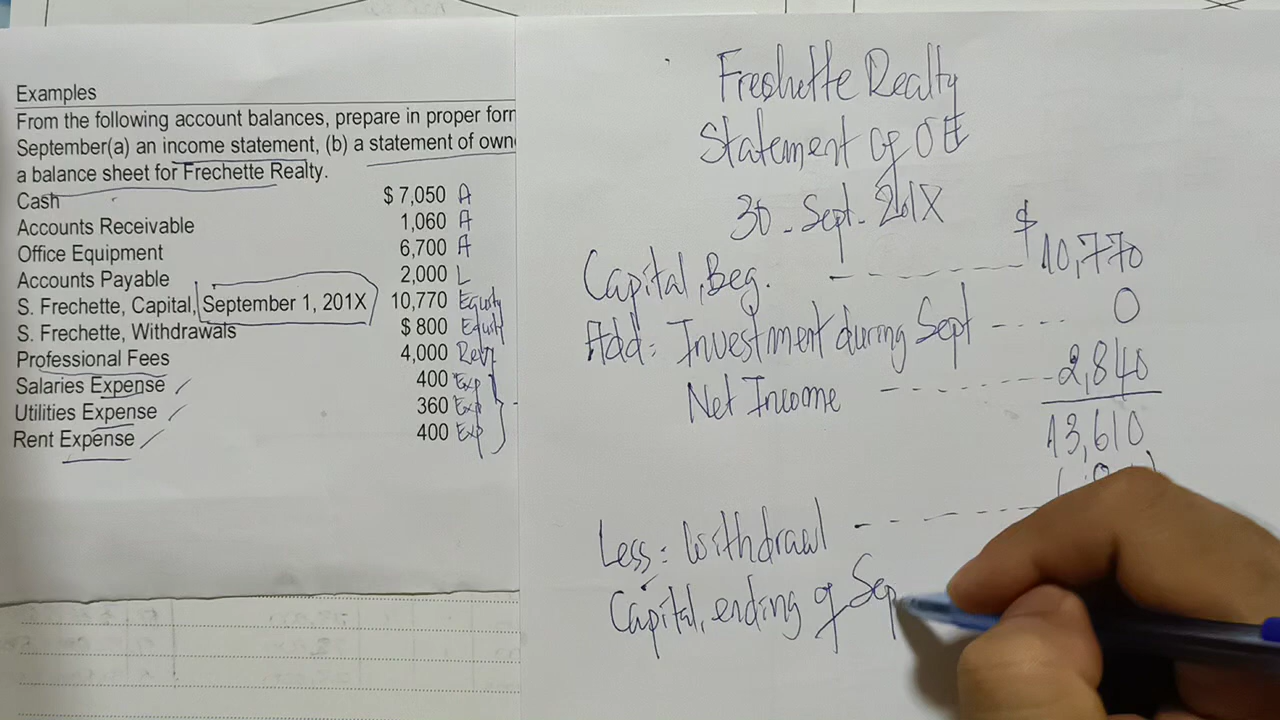 Examples
From the following account balances, prepare in proper form
September(a) an income statement, (b) a statement of own
a balance sheet for Frechette Realty.
Cash $ 7,050 A
Accounts Receivable 1,060 A
Office Equipment 6,700 A
Accounts Payable 2,000 L
S. Frechette, Capital, September 1, 201X 10,770 Equity
S. Frechette, Withdrawals $ 800 Equity
Professional Fees 4,000 Rev
Salaries Expense 400 Exp
Utilities Expense 360 Exp
Rent Expense 400 Exp
Freshette Realty
Statement of OE
30 - Sept - 201X
Capital, Beg. $ 10,770
Add: Investment during Sept 0
Net Income 2,840
13,610
Less: Withdrawl
Capital, ending of Sep